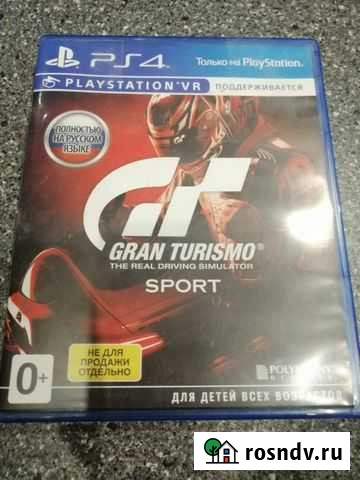 PS4
Только на PlayStation.
PLAYSTATION®VR ПОДДЕРЖИВАЕТСЯ
ПОЛНОСТЬЮ
НА РУССКОМ
ЯЗЫКЕ
GT
GRAN TURISMO®
THE REAL DRIVING SIMULATOR
SPORT
НЕ ДЛЯ
ПРОДАЖИ
ОТДЕЛЬНО
0+
POLYPHONY
ДЛЯ ДЕТЕЙ ВСЕХ ВОЗРАСТОВ
rosndv.ru